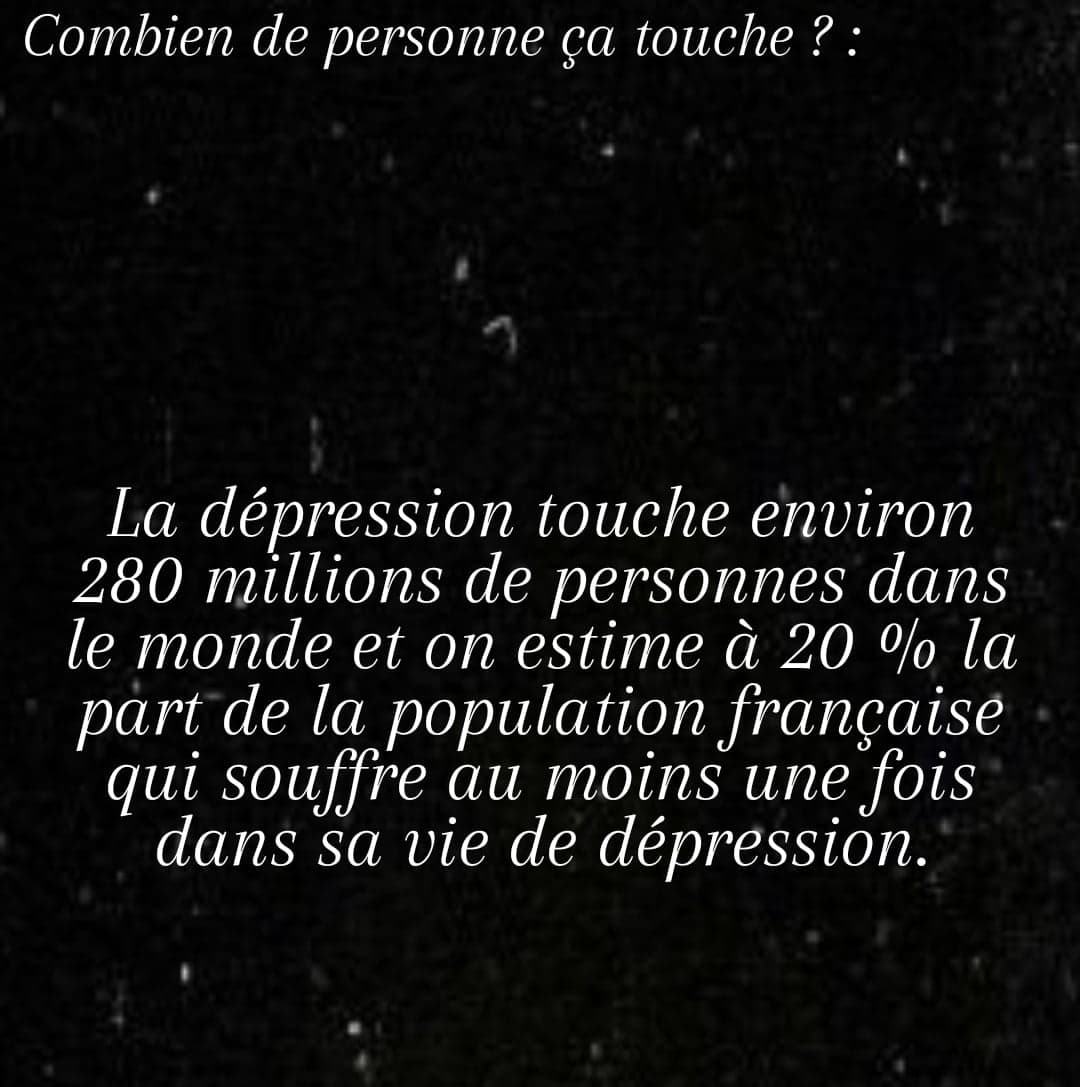 Combien de personne ça touche ? :
La dépression touche environ
280 millions de personnes dans
le monde et on estime à 20 % la
part de la population française
qui souffre au moins une fois
dans sa vie de dépression.